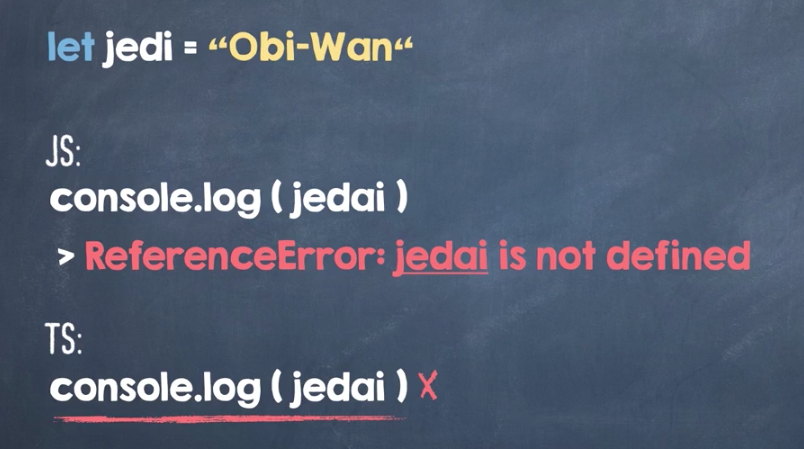 let jedi = “Obi-Wan“
JS:
console.log ( jedai )
> ReferenceError: jedai is not defined
TS:
console.log ( jedai ) X